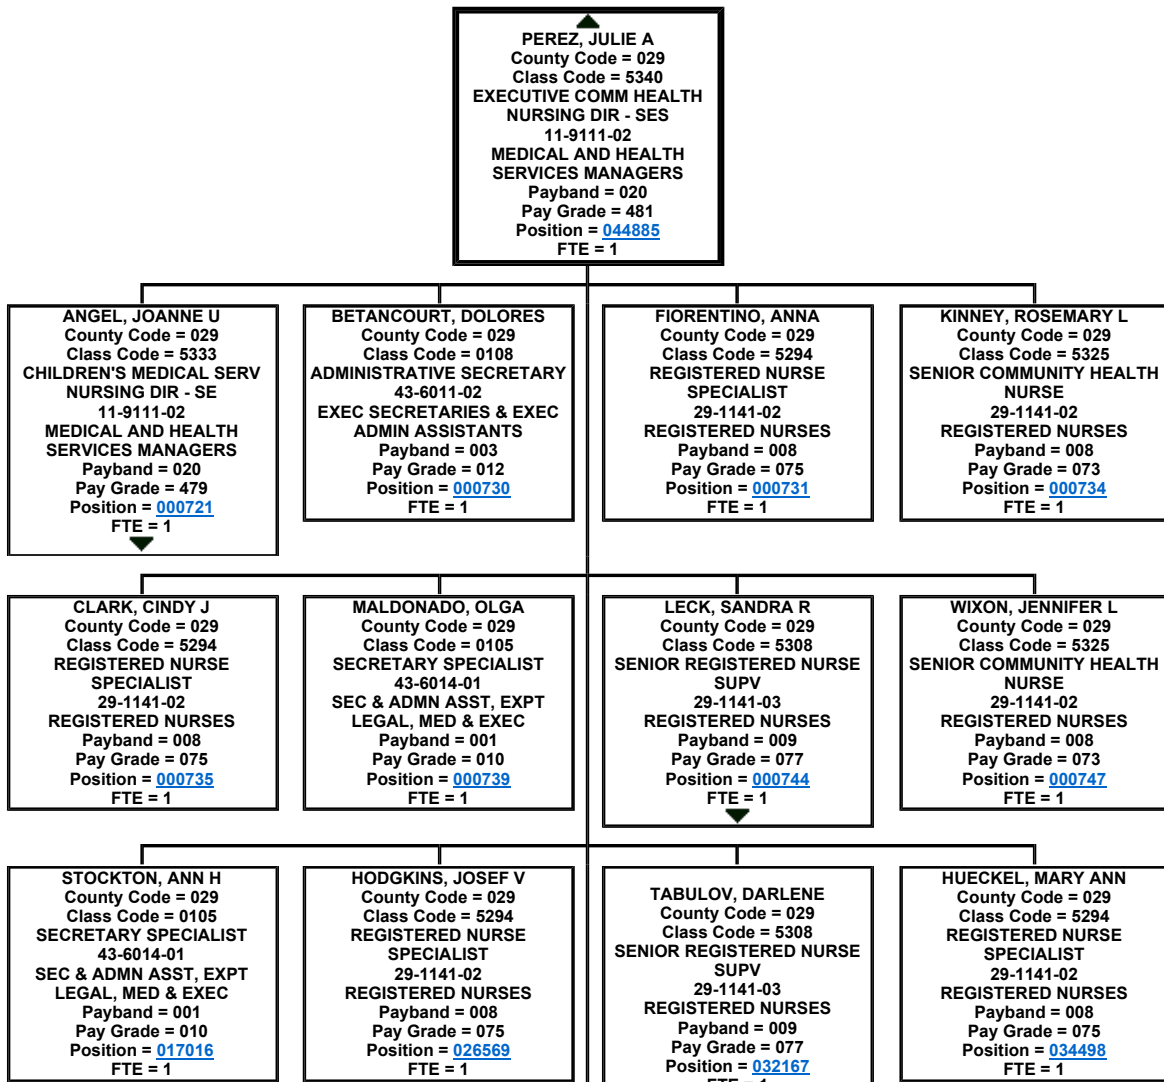 PEREZ, JULIE A
County Code = 029
Class Code = 5340
EXECUTIVE COMM HEALTH
NURSING DIR - SES
11-9111-02
MEDICAL AND HEALTH
SERVICES MANAGERS
Payband = 020
Pay Grade = 481
Position = 044885
FTE = 1
ANGEL, JOANNE U
County Code = 029
Class Code = 5333
CHILDREN'S MEDICAL SERV
NURSING DIR - SE
11-9111-02
MEDICAL AND HEALTH
SERVICES MANAGERS
Payband = 020
Pay Grade = 479
Position = 000721
FTE = 1
BETANCOURT, DOLORES
County Code = 029
Class Code = 0108
ADMINISTRATIVE SECRETARY
43-6011-02
EXEC SECRETARIES & EXEC
ADMIN ASSISTANTS
Payband = 003
Pay Grade = 012
Position = 000730
FTE = 1
FIORENTINO, ANNA
County Code = 029
Class Code = 5294
REGISTERED NURSE
SPECIALIST
29-1141-02
REGISTERED NURSES
Payband = 008
Pay Grade = 075
Position = 000731
FTE = 1
KINNEY, ROSEMARY L
County Code = 029
Class Code = 5325
SENIOR COMMUNITY HEALTH
NURSE
29-1141-02
REGISTERED NURSES
Payband = 008
Pay Grade = 073
Position = 000734
FTE = 1
CLARK, CINDY J
County Code = 029
Class Code = 5294
REGISTERED NURSE
SPECIALIST
29-1141-02
REGISTERED NURSES
Payband = 008
Pay Grade = 075
Position = 000735
FTE = 1
MALDONADO, OLGA
County Code = 029
Class Code = 0105
SECRETARY SPECIALIST
43-6014-01
SEC & ADMN ASST, EXPT
LEGAL, MED & EXEC
Payband = 001
Pay Grade = 010
Position = 000739
FTE = 1
LECK, SANDRA R
County Code = 029
Class Code = 5308
SENIOR REGISTERED NURSE
SUPV
29-1141-03
REGISTERED NURSES
Payband = 009
Pay Grade = 077
Position = 000744
FTE = 1
WIXON, JENNIFER L
County Code = 029
Class Code = 5325
SENIOR COMMUNITY HEALTH
NURSE
29-1141-02
REGISTERED NURSES
Payband = 008
Pay Grade = 073
Position = 000747
FTE = 1
STOCKTON, ANN H
County Code = 029
Class Code = 0105
SECRETARY SPECIALIST
43-6014-01
SEC & ADMN ASST, EXPT
LEGAL, MED & EXEC
Payband = 001
Pay Grade = 010
Position = 017016
FTE = 1
HODGKINS, JOSEF V
County Code = 029
Class Code = 5294
REGISTERED NURSE
SPECIALIST
29-1141-02
REGISTERED NURSES
Payband = 008
Pay Grade = 075
Position = 026569
FTE = 1
TABULOV, DARLENE
County Code = 029
Class Code = 5308
SENIOR REGISTERED NURSE
SUPV
29-1141-03
REGISTERED NURSES
Payband = 009
Pay Grade = 077
Position = 032167
FTE = 1
HUECKEL, MARY ANN
County Code = 029
Class Code = 5294
REGISTERED NURSE
SPECIALIST
29-1141-02
REGISTERED NURSES
Payband = 008
Pay Grade = 075
Position = 034498
FTE = 1